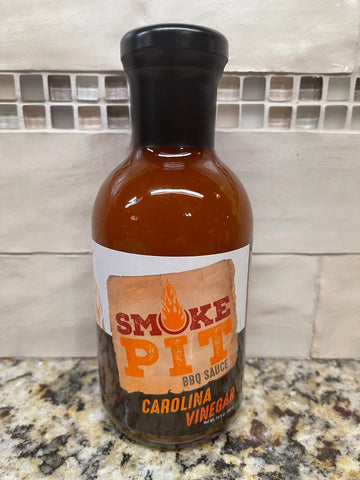 SMOKE
PIT
BBQ SAUCE
CAROLINA
VINEGAR